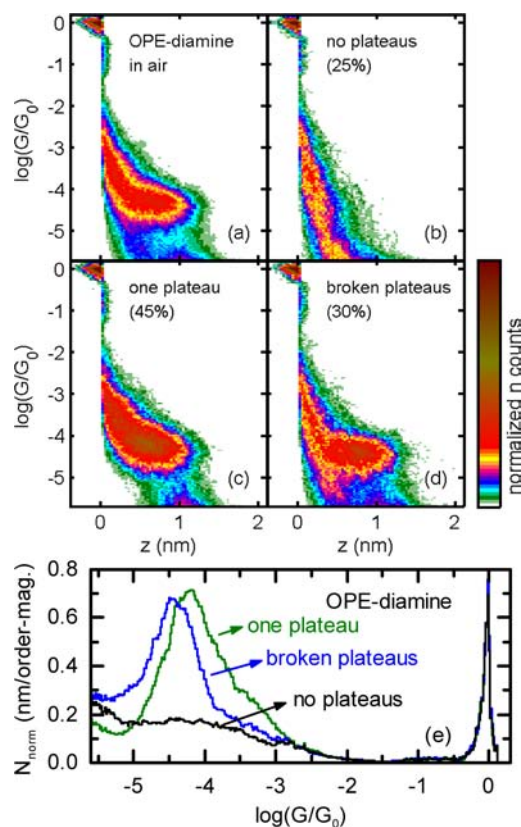 OPE-diamine
in air
(a)
no plateaus
(25%)
(b)
one plateau
(45%)
(c)
broken plateaus
(30%)
(d)
0
-1
-2
-3
-4
-5
log(G/G0)
0
-1
-2
-3
-4
-5
log(G/G0)
0 1 2
z (nm)
0 1 2
z (nm)
normalized n counts
OPE-diamine
one plateau
broken plateaus
no plateaus
(e)
0.8
0.6
0.4
0.2
0.0
Nnorm (nm/order-mag.)
-5 -4 -3 -2 -1 0
log(G/G0)